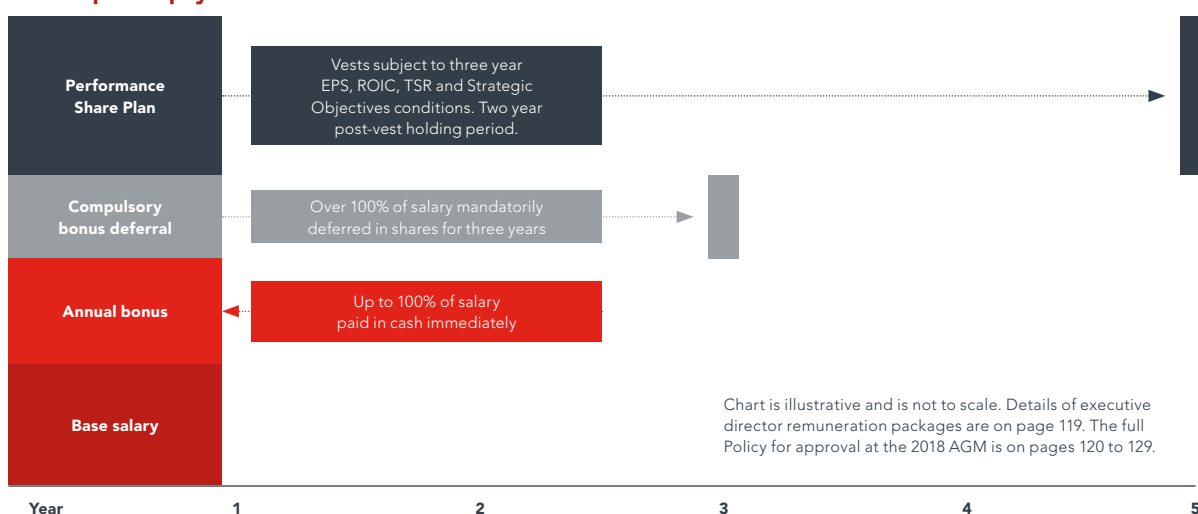 Performance
Share Plan
Vests subject to three year
EPS, ROIC, TSR and Strategic
Objectives conditions. Two year
post-vest holding period.
Compulsory
bonus deferral
Over 100% of salary mandatorily
deferred in shares for three years
Annual bonus
Up to 100% of salary
paid in cash immediately
Base salary
Chart is illustrative and is not to scale. Details of executive
director remuneration packages are on page 119. The full
Policy for approval at the 2018 AGM is on pages 120 to 129.
Year 1 2 3 4 5